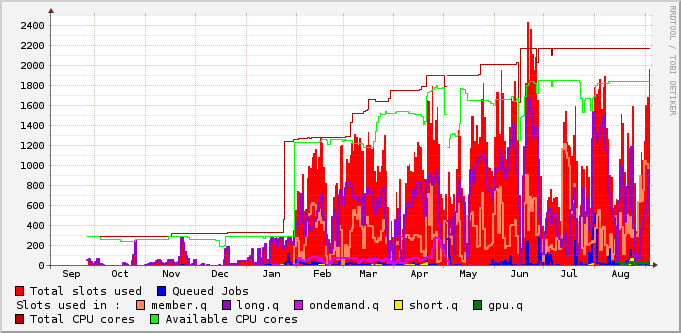 2400
2200
2000
1800
1600
1400
1200
1000
800
600
400
200
0
Sep Oct Nov Dec Jan Feb Mar Apr May Jun Jul Aug
RRDTOOL / TOBI OETIKER
Total slots used Queued Jobs
Slots used in : member.q long.q ondemand.q short.q gpu.q
Total CPU cores Available CPU cores